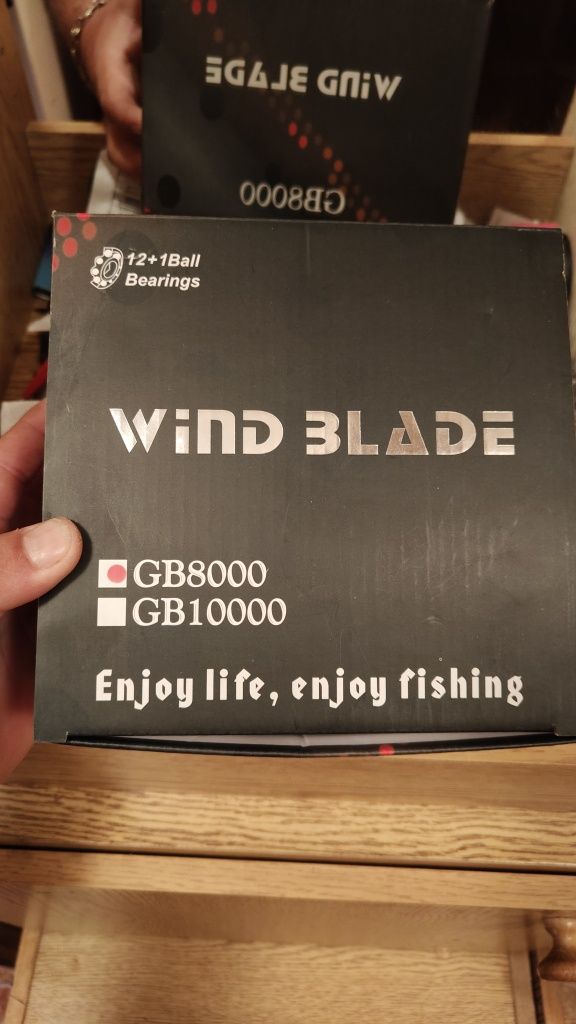 WIND BLADE
GB8000
12+1Ball
Bearings
WIND BLADE
GB8000
GB10000
Enjoy life, enjoy fishing